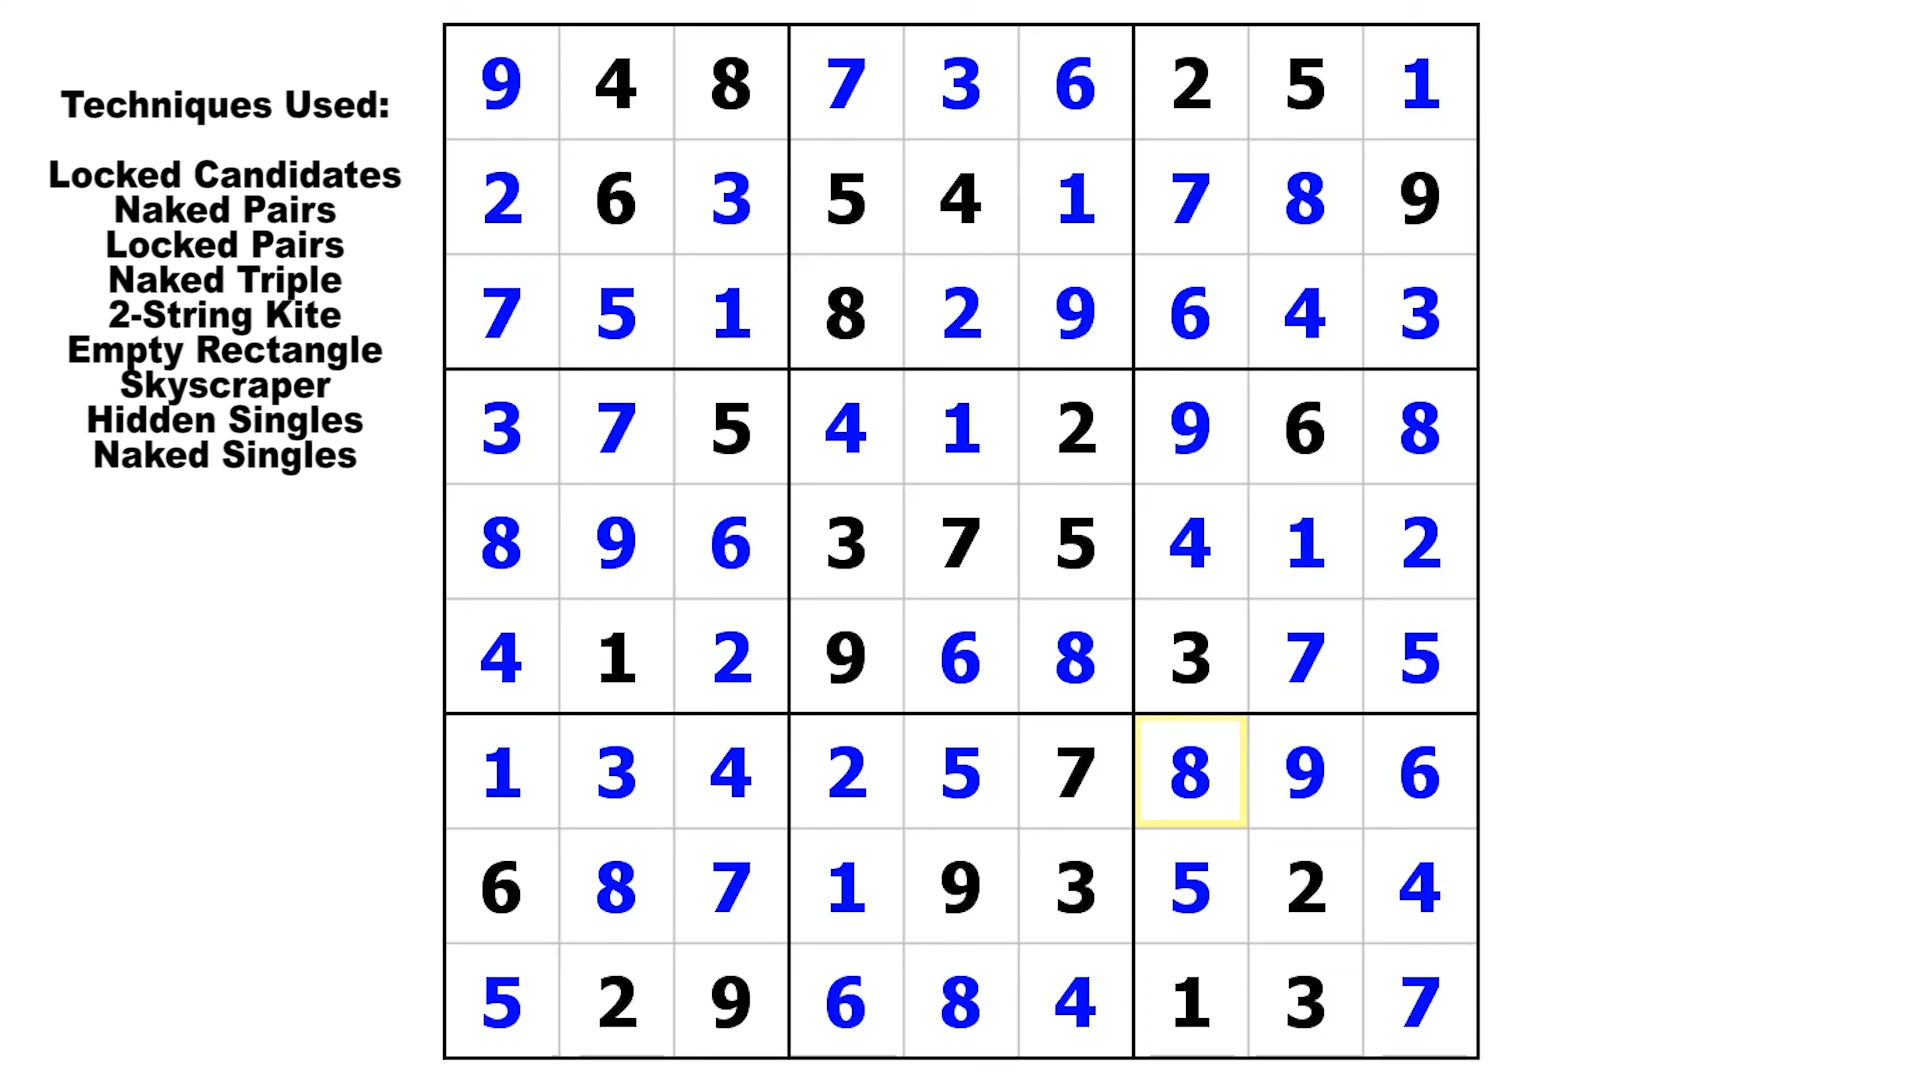 Techniques Used:
Locked Candidates
Naked Pairs
Locked Pairs
Naked Triple
2-String Kite
Empty Rectangle
Skyscraper
Hidden Singles
Naked Singles
9 4 8 7 3 6 2 5 1
2 6 3 5 4 1 7 8 9
7 5 1 8 2 9 6 4 3
3 7 5 4 1 2 9 6 8
8 9 6 3 7 5 4 1 2
4 1 2 9 6 8 3 7 5
1 3 4 2 5 7 8 9 6
6 8 7 1 9 3 5 2 4
5 2 9 6 8 4 1 3 7